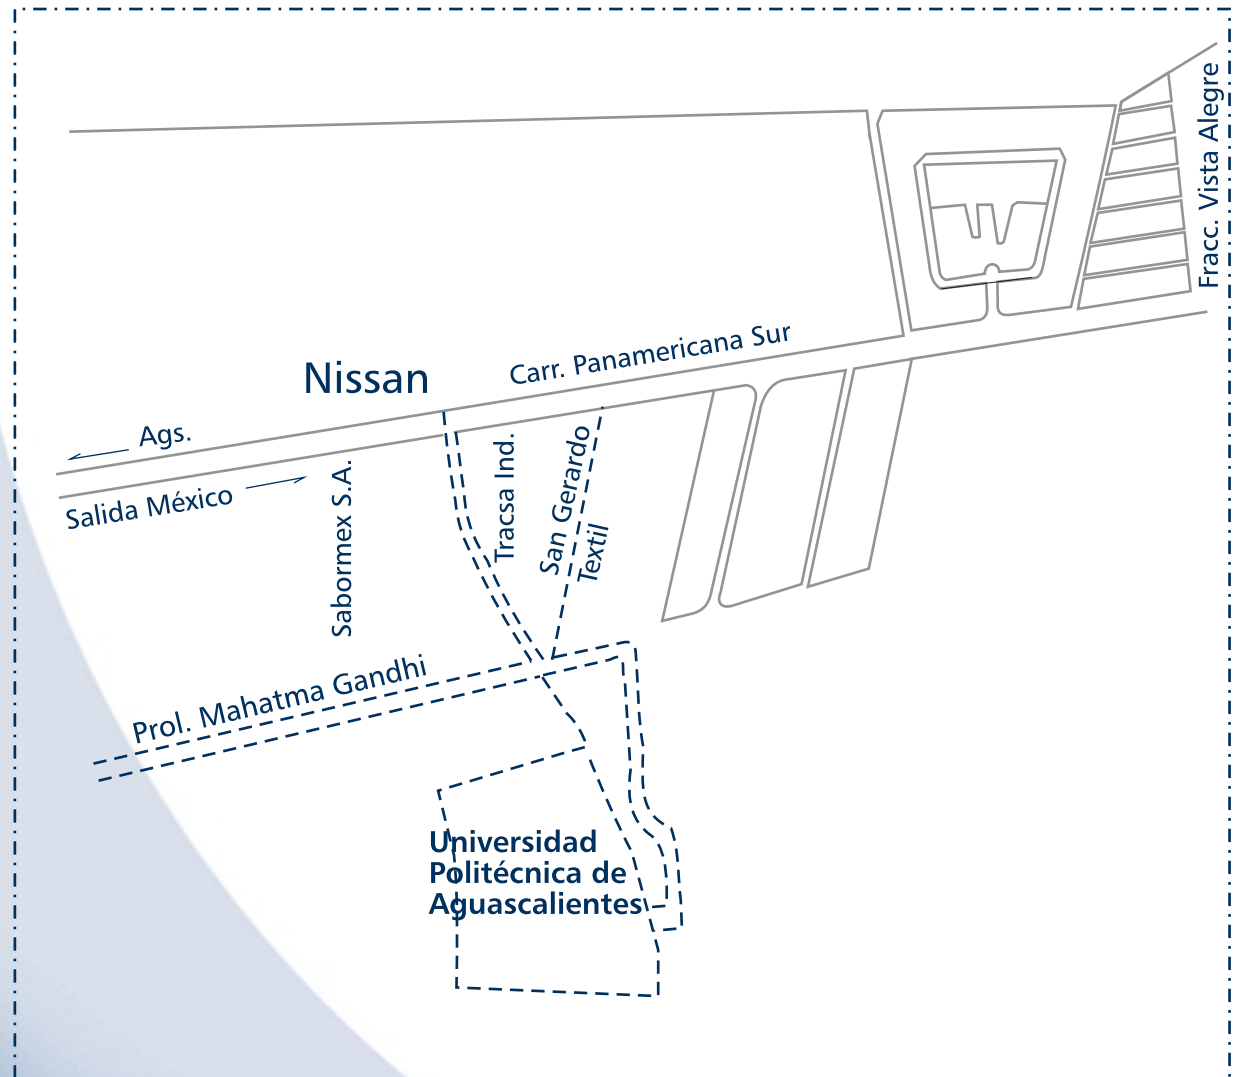 Fracc. Vista Alegre
Carr. Panamericana Sur
Nissan
Ags.
Salida México
Sabormex S.A.
Tracsa Ind.
San Gerardo
Textil
Prol. Mahatma Gandhi
Universidad
Politécnica de
Aguascalientes